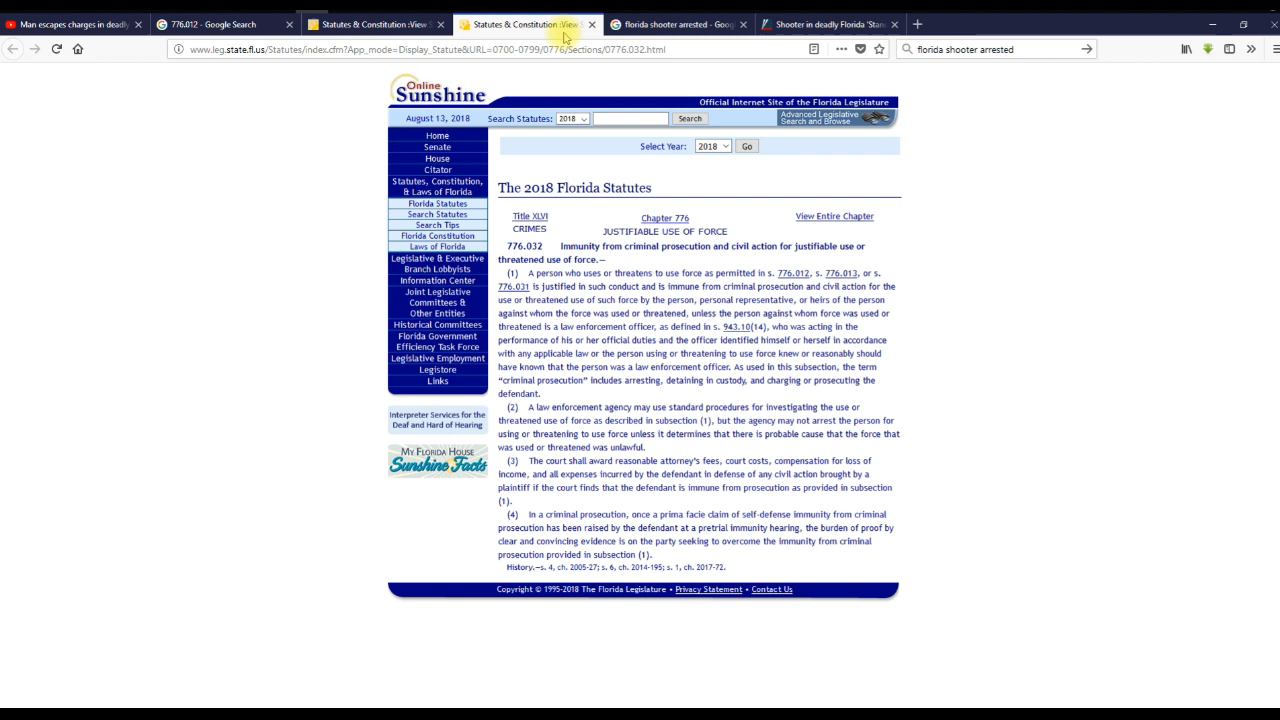 Man escapes charges in deadly
776.012 - Google Search
Statutes & Constitution :View S
Statutes & Constitution :View S
florida shooter arrested - Goog
Shooter in deadly Florida 'Stan
www.leg.state.fl.us/Statutes/index.cfm?App_mode=Display_Statute&URL=0700-0799/0776/Sections/0776.032.html
florida shooter arrested
Online
Sunshine
Official Internet Site of the Florida Legislature
August 13, 2018
Search Statutes:
2018
Search
Advanced Legislative
Search and Browse
Home
Senate
House
Citator
Statutes, Constitution,
& Laws of Florida
Florida Statutes
Search Statutes
Search Tips
Florida Constitution
Laws of Florida
Legislative & Executive
Branch Lobbyists
Information Center
Joint Legislative
Committees &
Other Entities
Historical Committees
Florida Government
Efficiency Task Force
Legislative Employment
Legistore
Links
Interpreter Services for the
Deaf and Hard of Hearing
MY FLORIDA HOUSE
Sunshine Facts
Select Year:
2018
Go
The 2018 Florida Statutes
Title XLVI
CRIMES
Chapter 776
JUSTIFIABLE USE OF FORCE
View Entire Chapter
776.032 Immunity from criminal prosecution and civil action for justifiable use or
threatened use of force.—
(1) A person who uses or threatens to use force as permitted in s. 776.012, s. 776.013, or s.
776.031 is justified in such conduct and is immune from criminal prosecution and civil action for the
use or threatened use of such force by the person, personal representative, or heirs of the person
against whom the force was used or threatened, unless the person against whom force was used or
threatened is a law enforcement officer, as defined in s. 943.10(14), who was acting in the
performance of his or her official duties and the officer identified himself or herself in accordance
with any applicable law or the person using or threatening to use force knew or reasonably should
have known that the person was a law enforcement officer. As used in this subsection, the term
“criminal prosecution” includes arresting, detaining in custody, and charging or prosecuting the
defendant.
(2) A law enforcement agency may use standard procedures for investigating the use or
threatened use of force as described in subsection (1), but the agency may not arrest the person for
using or threatening to use force unless it determines that there is probable cause that the force that
was used or threatened was unlawful.
(3) The court shall award reasonable attorney’s fees, court costs, compensation for loss of
income, and all expenses incurred by the defendant in defense of any civil action brought by a
plaintiff if the court finds that the defendant is immune from prosecution as provided in subsection
(1).
(4) In a criminal prosecution, once a prima facie claim of self-defense immunity from criminal
prosecution has been raised by the defendant at a pretrial immunity hearing, the burden of proof by
clear and convincing evidence is on the party seeking to overcome the immunity from criminal
prosecution provided in subsection (1).
History.—s. 4, ch. 2005-27; s. 6, ch. 2014-195; s. 1, ch. 2017-72.
Copyright © 1995-2018 The Florida Legislature • Privacy Statement • Contact Us